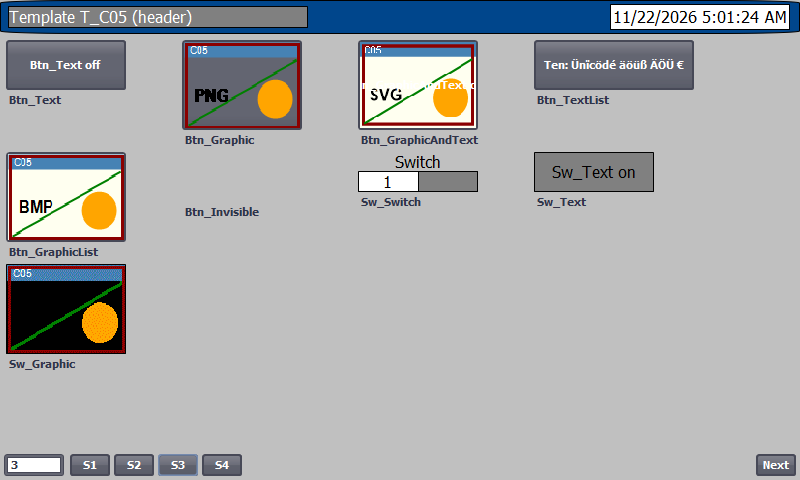 Template T_C05 (header)
11/22/2026 5:01:24 AM
Btn_Text off
Btn_Text
C05
PNG
Btn_Graphic
C05
SVG
Btn_GraphicAndText
Ten: Ünîcödé äöüß ÄÖÜ €
Btn_TextList
C05
BMP
Btn_GraphicList
Btn_Invisible
Switch
1
Sw_Switch
Sw_Text on
Sw_Text
C05
Sw_Graphic
3
S1
S2
S3
S4
Next